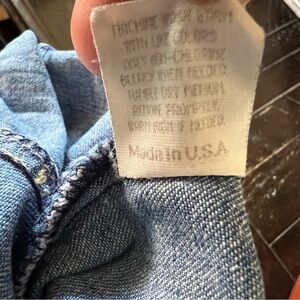 MACHINE WASH WARM
WITH LIKE COLORS
ONLY NON-CHLORINE
BLEACH WHEN NEEDED
TUMBLE DRY MEDIUM
REMOVE PROMPTLY
WARM IRON IF NEEDED.
Made in U.S.A